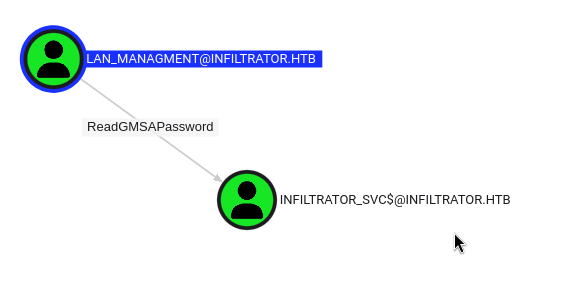 LAN_MANAGMENT@INFILTRATOR.HTB
ReadGMSAPassword
INFILTRATOR_SVC$@INFILTRATOR.HTB